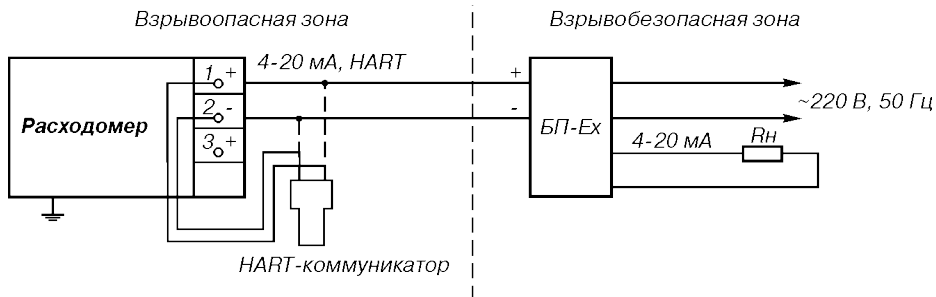 Взрывоопасная зона
Взрывобезопасная зона
4-20 мА, HART
1 +
2 -
3 +
Расходомер
+
-
БП-Ex
~220 В, 50 Гц
4-20 мА
Rн
HART-коммуникатор